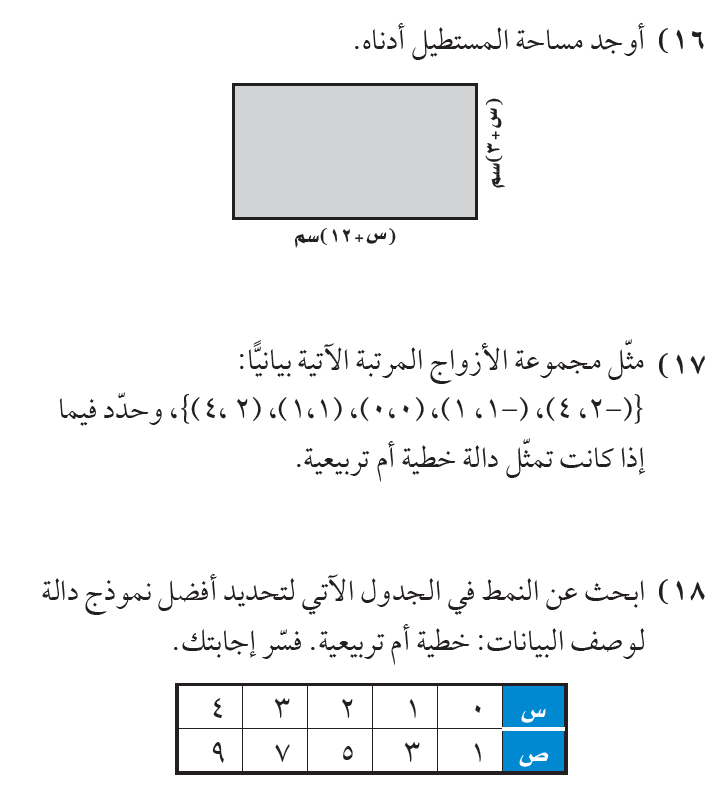 ١٦) أوجد مساحة المستطيل أدناه.
(س + ٣) سم
(س + ١٢) سم
١٧) مثّل مجموعة الأزواج المرتبة الآتية بيانيًّا:
{(−٢، ٤)، (−١، ١)، (٠،٠)، (١،١)، (٢، ٤)}، وحدّد فيما
إذا كانت تمثّل دالة خطية أم تربيعية.
١٨) ابحث عن النمط في الجدول الآتي لتحديد أفضل نموذج دالة
لوصف البيانات: خطية أم تربيعية. فسّر إجابتك.
س ٠ ١ ٢ ٣ ٤
ص ١ ٣ ٥ ٧ ٩